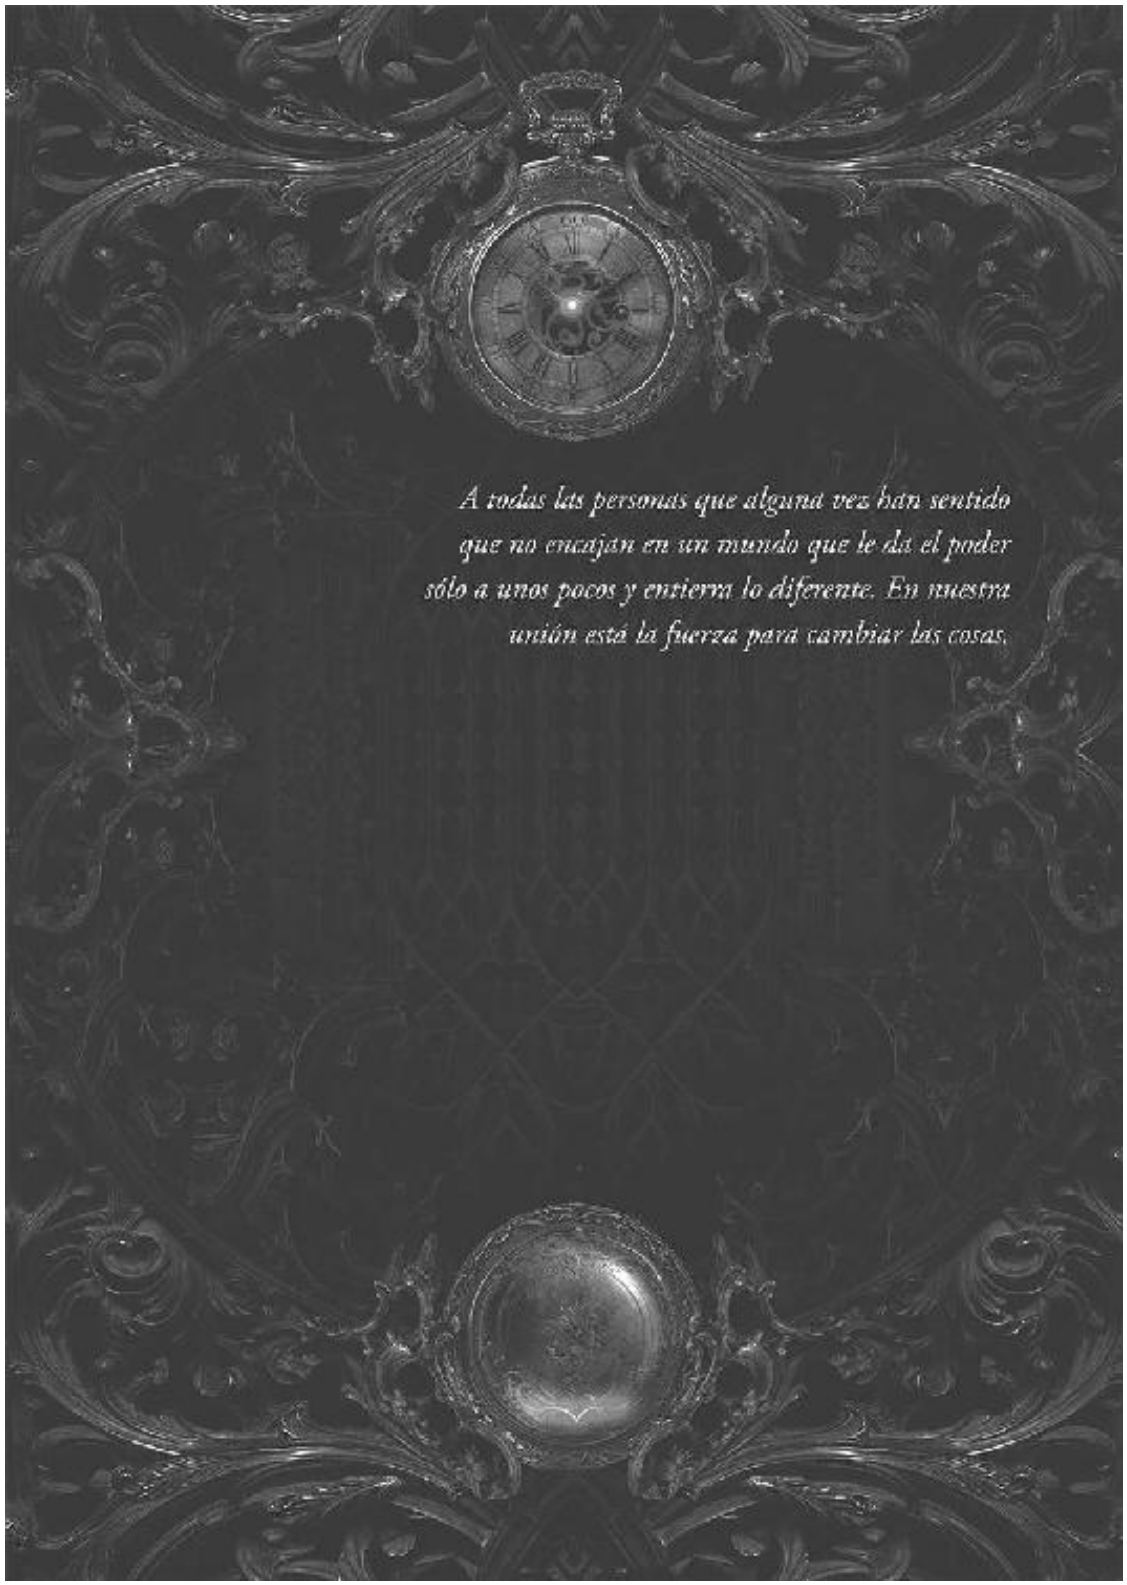 A todas las personas que alguna vez han sentido
que no encajan en un mundo que le da el poder
sólo a unos pocos y entierra lo diferente. En nuestra
unión está la fuerza para cambiar las cosas.